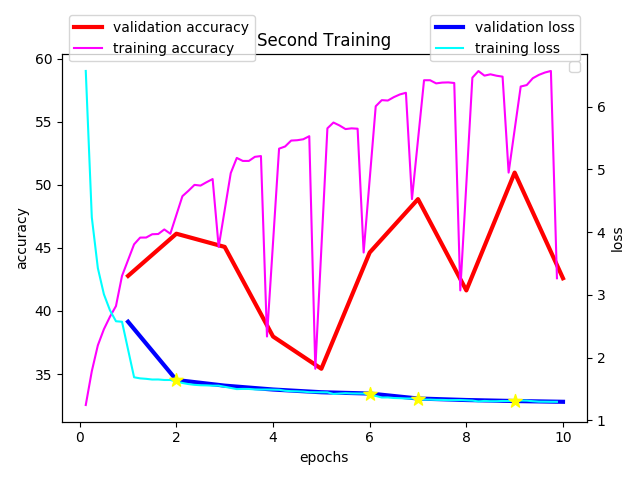 validation accuracy
training accuracy
validation loss
training loss
Second Training
accuracy
60
55
50
45
40
35
loss
6
5
4
3
2
1
0 2 4 6 8 10
epochs